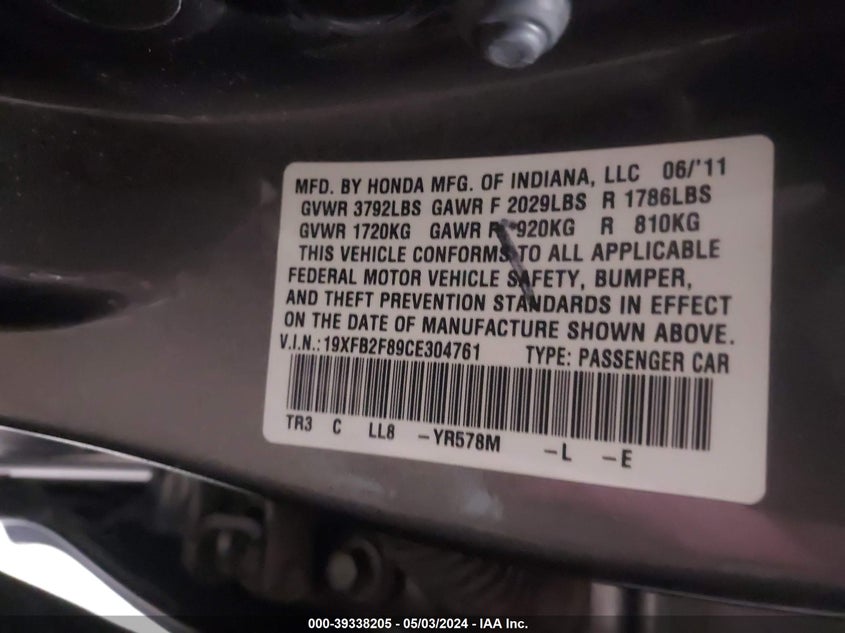 MFD. BY HONDA MFG. OF INDIANA, LLC 06/'11
GVWR 3792LBS GAWR F 2029LBS R 1786LBS
GVWR 1720KG GAWR F 920KG R 810KG
THIS VEHICLE CONFORMS TO ALL APPLICABLE
FEDERAL MOTOR VEHICLE SAFETY, BUMPER,
AND THEFT PREVENTION STANDARDS IN EFFECT
ON THE DATE OF MANUFACTURE SHOWN ABOVE.
V.I.N.: 19XFB2F89CE304761 TYPE: PASSENGER CAR
TR3 C LL8 -YR578M -L -E
000-39338205 - 05/03/2024 - IAA Inc.